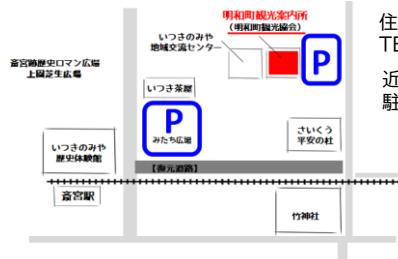 明和町観光案内所
(明和町観光協会)
いつきのみや
地域交流センター
P
斎宮跡歴史ロマン広場
上園芝生広場
いつき茶屋
P
みたち広場
さいくう
平安の杜
いつきのみや
歴史体験館
【復元道路】
斎宮駅
竹神社
住
TE
近
駐